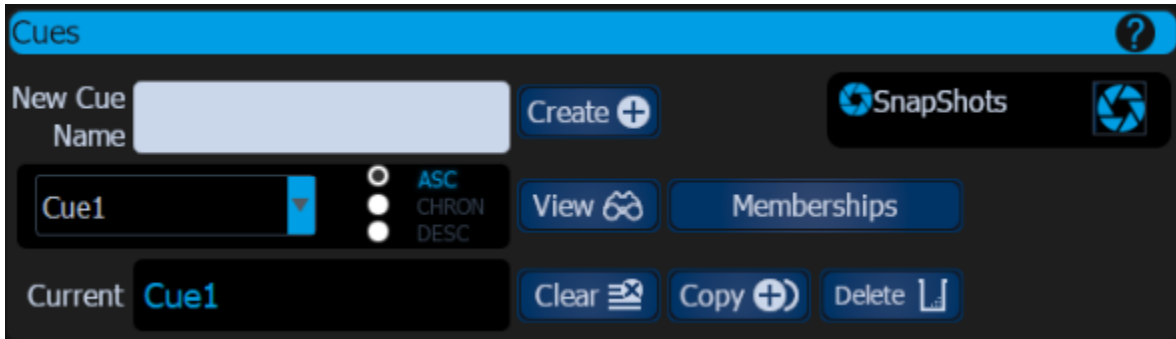 Cues ?
New Cue Name
Create
SnapShots
Cue1
ASC
CHRON
DESC
View
Memberships
Current
Cue1
Clear
Copy
Delete